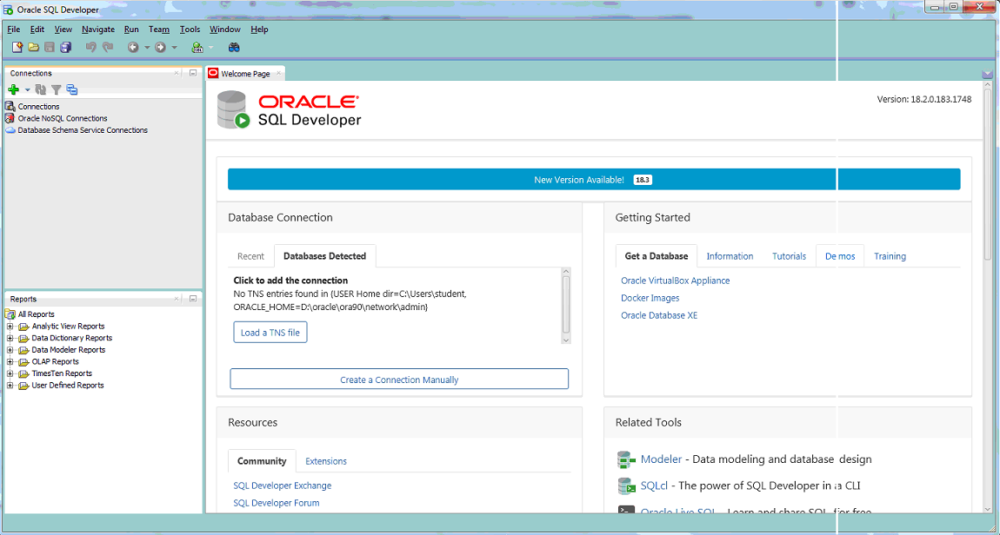 Oracle SQL Developer
File Edit View Navigate Run Team Tools Window Help
SQL
Connections
Connections
Oracle NoSQL Connections
Database Schema Service Connections
Reports
All Reports
Analytic View Reports
Data Dictionary Reports
Data Modeler Reports
OLAP Reports
TimesTen Reports
User Defined Reports
Welcome Page
ORACLE®
SQL Developer
Version: 18.2.0.183.1748
New Version Available! 18.3
Database Connection
Recent Databases Detected
Click to add the connection
No TNS entries found in {USER Home dir=C:\Users\student,
ORACLE_HOME=D:\oracle\ora90\network\admin}
Load a TNS file
Create a Connection Manually
Getting Started
Get a Database Information Tutorials Demos Training
Oracle VirtualBox Appliance
Docker Images
Oracle Database XE
Resources
Community Extensions
SQL Developer Exchange
SQL Developer Forum
Related Tools
Modeler - Data modeling and database design
SQLcl - The power of SQL Developer in a CLI
Oracle Live SQL - Learn and share SQL, for free